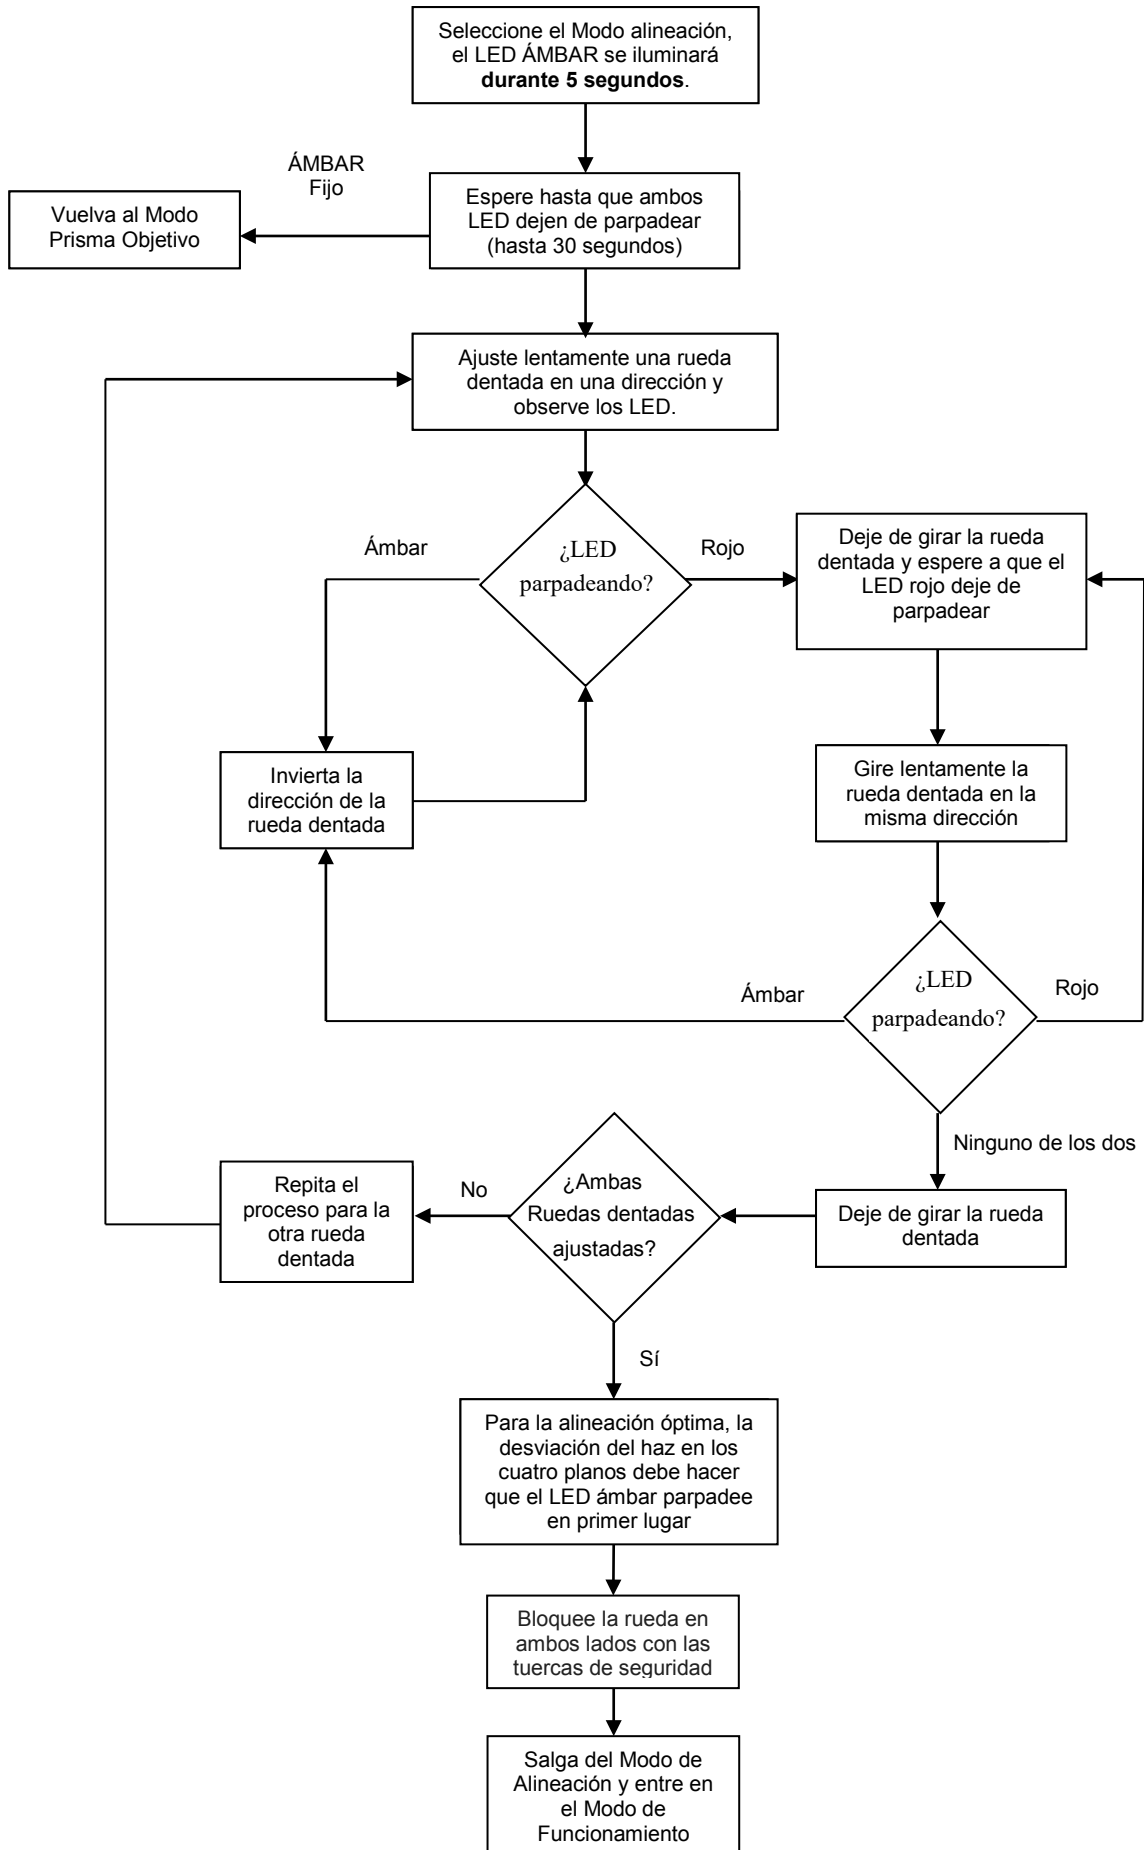 Seleccione el Modo alineación,
el LED ÁMBAR se iluminará
durante 5 segundos.
ÁMBAR
Fijo
Vuelva al Modo
Prisma Objetivo
Espere hasta que ambos
LED dejen de parpadear
(hasta 30 segundos)
Ajuste lentamente una rueda
dentada en una dirección y
observe los LED.
Ámbar
¿LED
parpadeando?
Rojo
Deje de girar la rueda
dentada y espere a que el
LED rojo deje de
parpadear
Invierta la
dirección de la
rueda dentada
Gire lentamente la
rueda dentada en la
misma dirección
Ámbar
¿LED
parpadeando?
Rojo
Ninguno de los dos
Repita el
proceso para la
otra rueda
dentada
No
¿Ambas
Ruedas dentadas
ajustadas?
Deje de girar la rueda
dentada
Sí
Para la alineación óptima, la
desviación del haz en los
cuatro planos debe hacer
que el LED ámbar parpadee
en primer lugar
Bloquee la rueda en
ambos lados con las
tuercas de seguridad
Salga del Modo de
Alineación y entre en
el Modo de
Funcionamiento